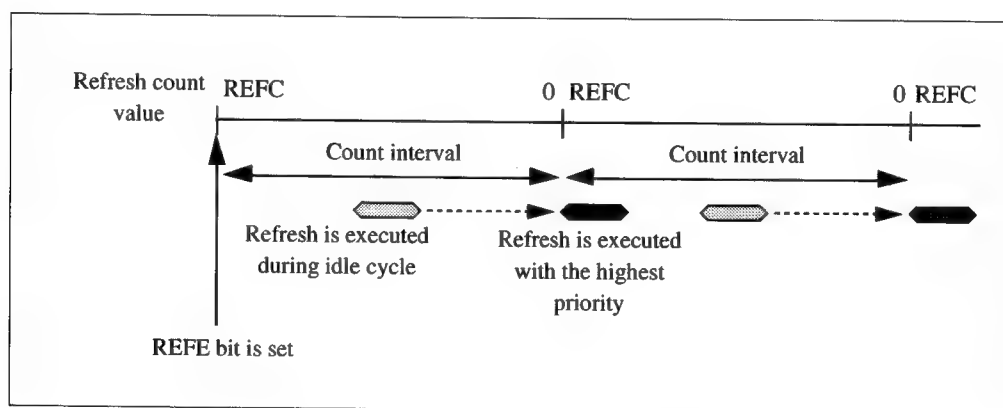 Refresh count
value
REFC
0 REFC
0 REFC
Count interval
Count interval
Refresh is executed
during idle cycle
Refresh is executed
with the highest
priority
REFE bit is set